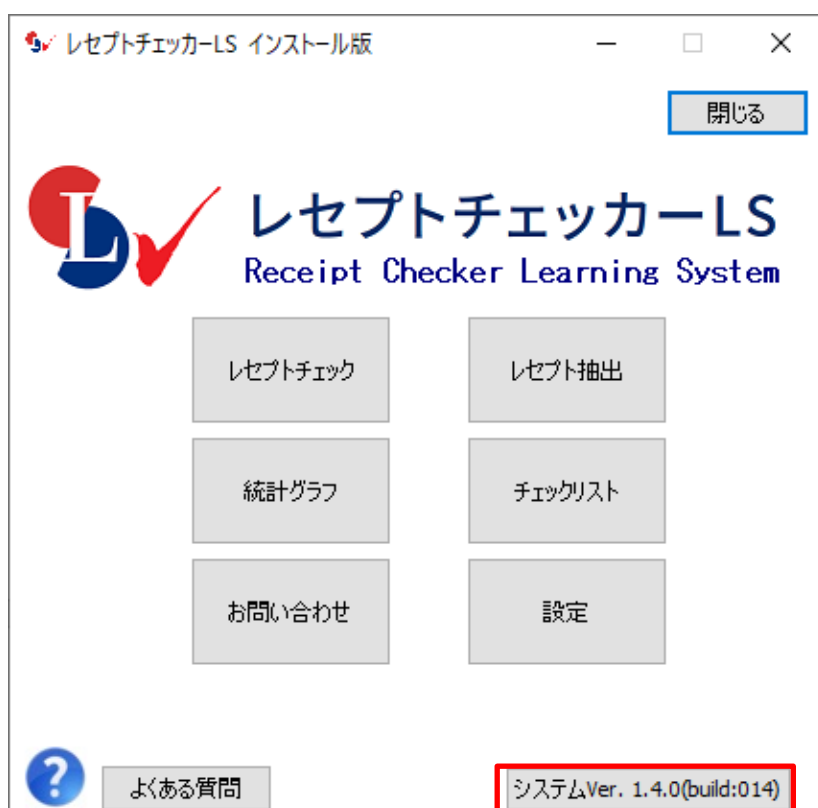 レセプトチェッカーLS インストール版
閉じる
L
レセプトチェッカーLS
Receipt Checker Learning System
レセプトチェック
レセプト抽出
統計グラフ
チェックリスト
お問い合わせ
設定
?
よくある質問
システムVer. 1.4.0(build:014)